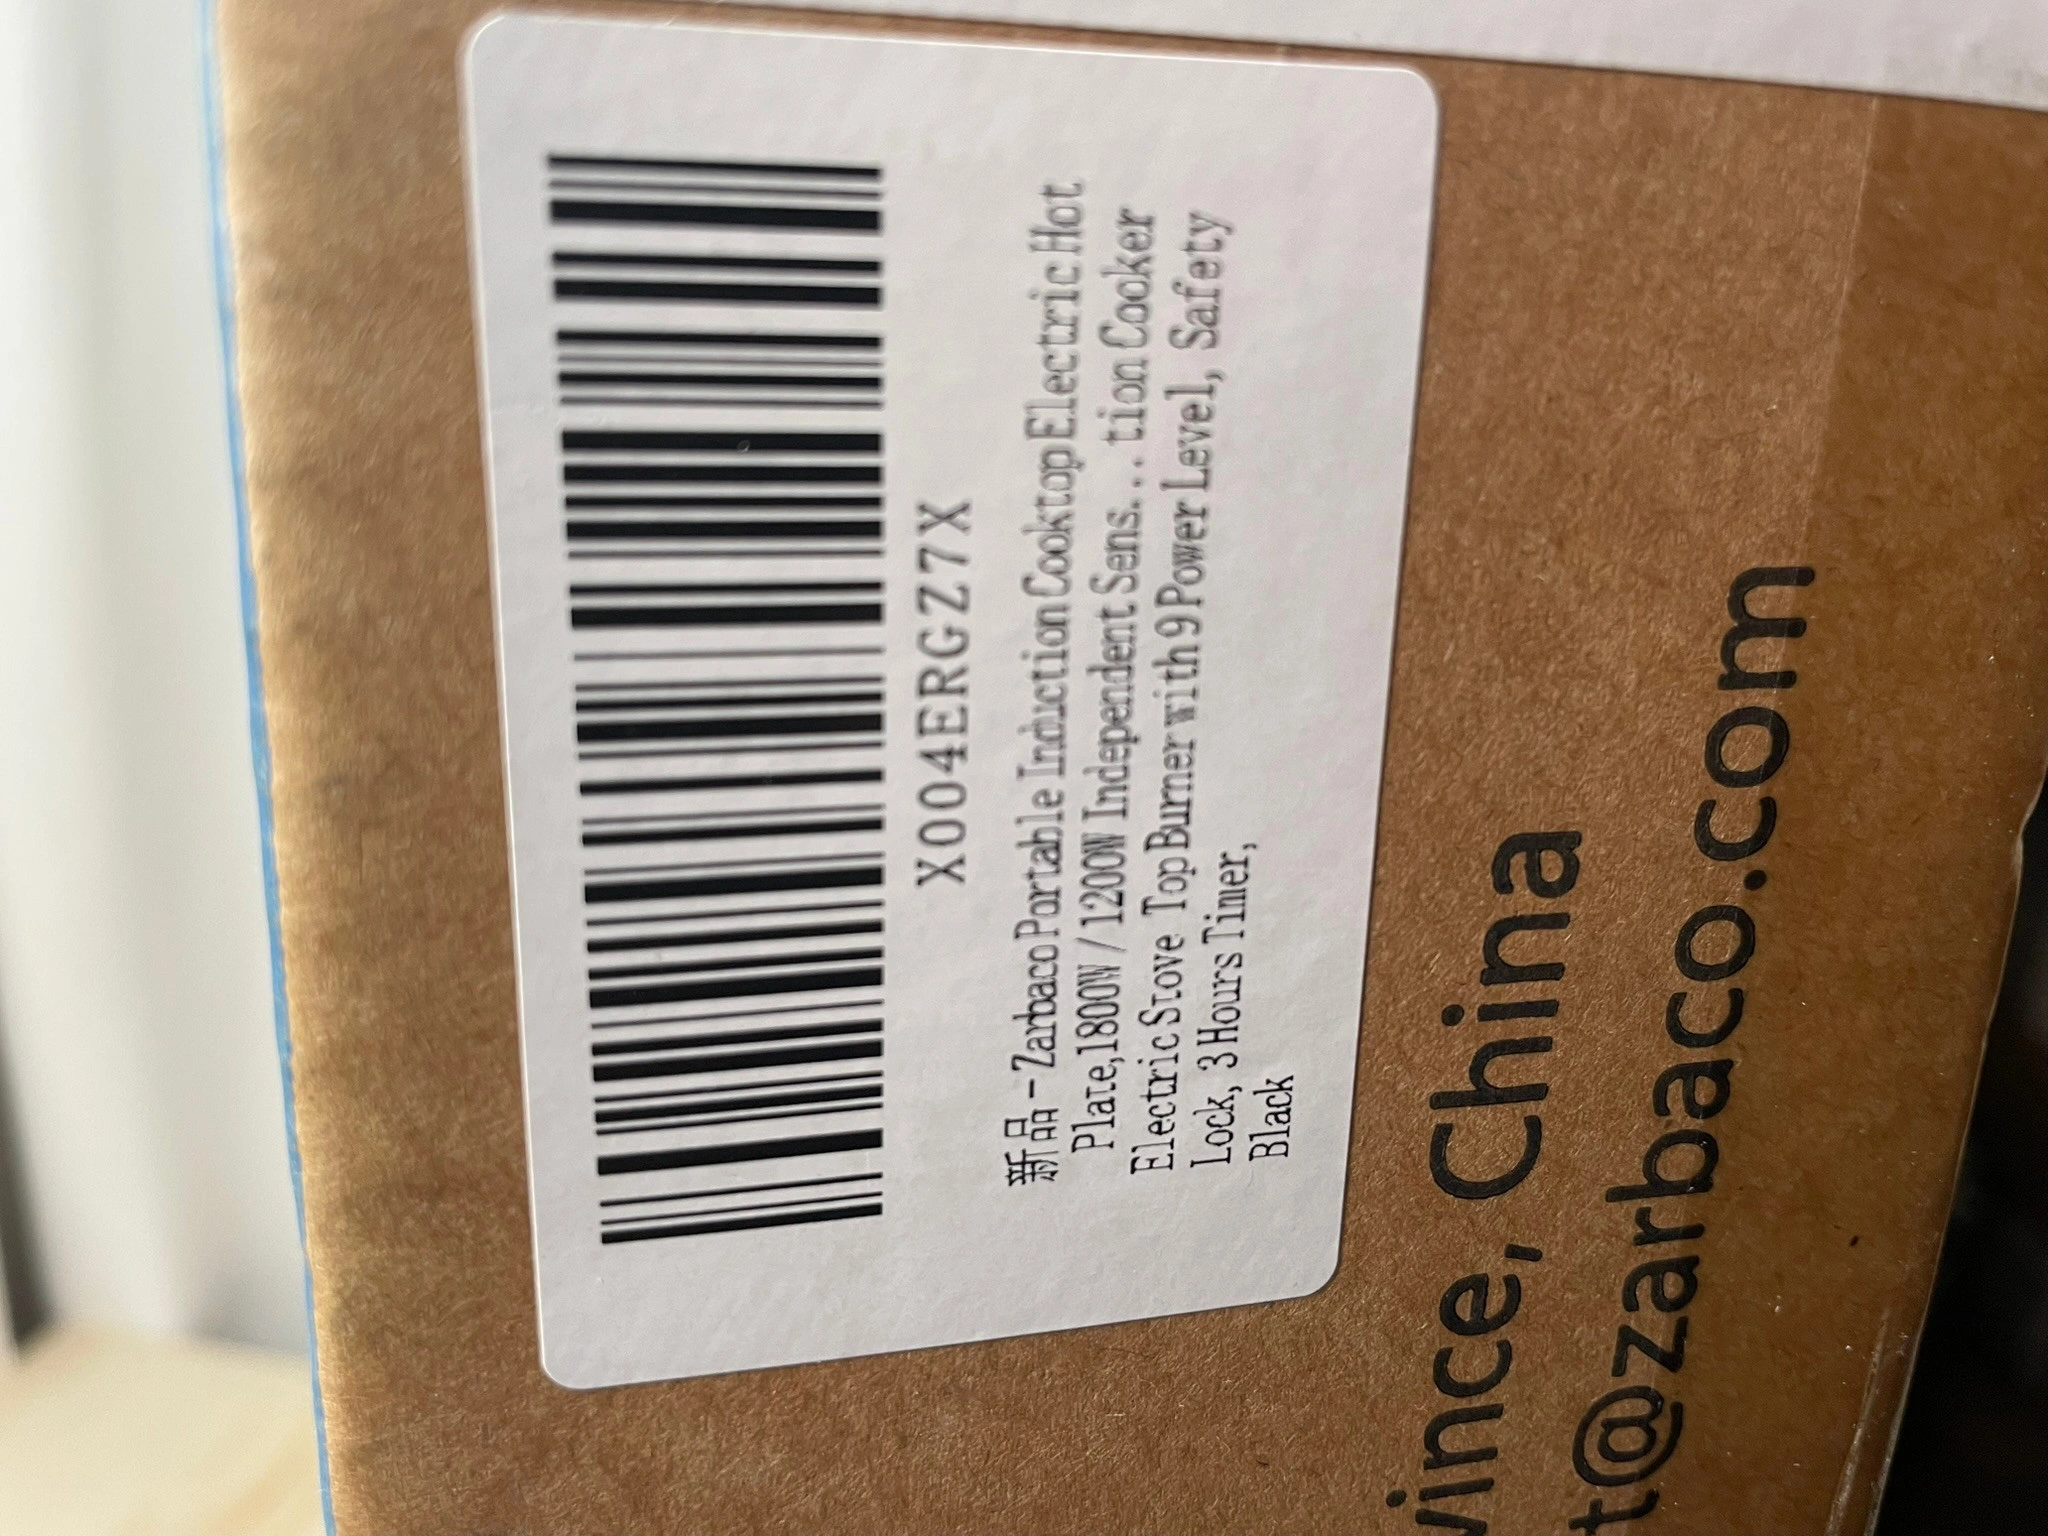 X004ERGZ7X
新品 - Zarbaco Portable Induction Cooktop Electric Hot
Plate,1800W / 1200W Independent Sens... tion Cooker
Electric Stove Top Burner with 9 Power Level, Safety
Lock, 3 Hours Timer,
Black
vince, China
t@zarbaco.com